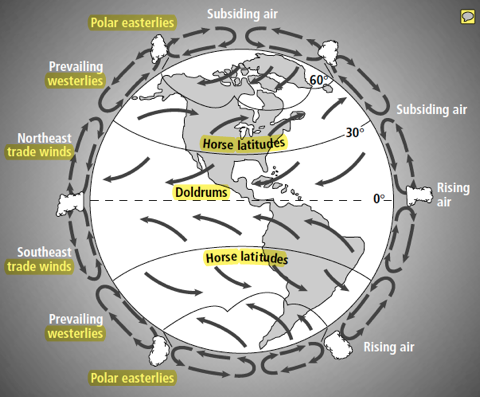 Subsiding air
Polar easterlies
Prevailing
westerlies
60°
Subsiding air
30°
Northeast
trade winds
Horse latitudes
Doldrums
0°
Rising
air
Southeast
trade winds
Horse latitudes
Prevailing
westerlies
Rising air
Polar easterlies